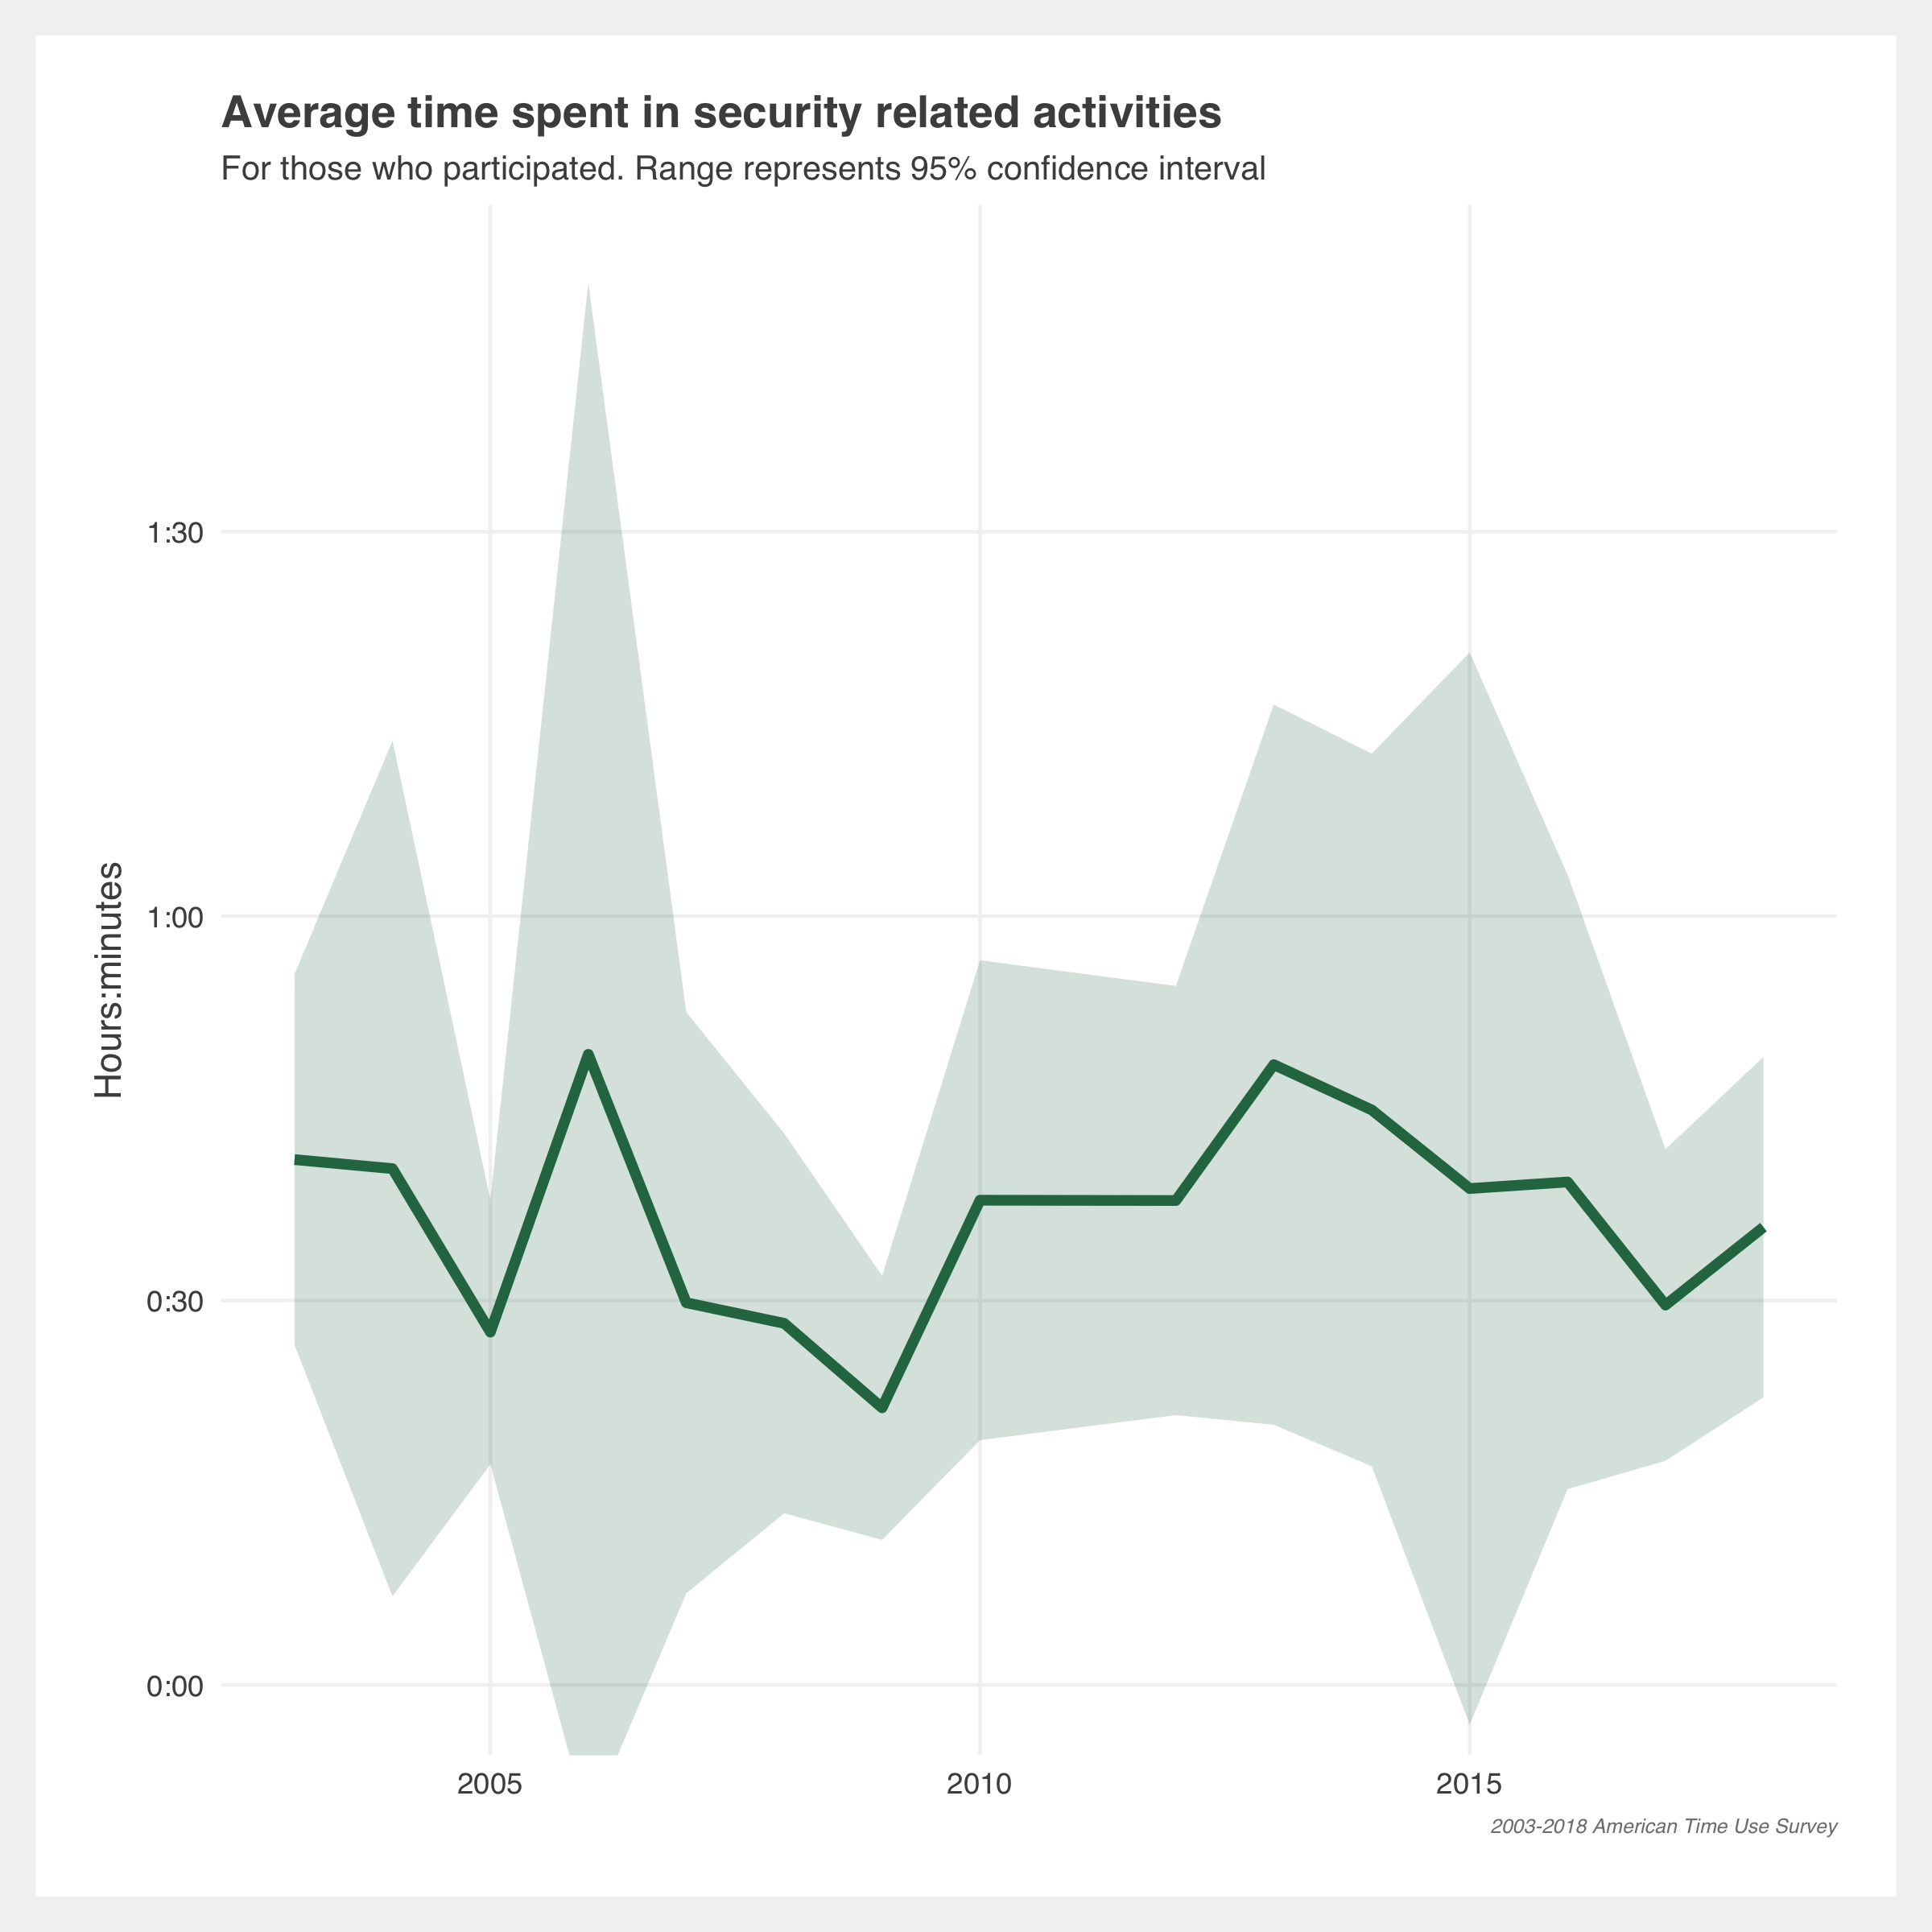 Average time spent in security related activities
For those who participated. Range represents 95% confidence interval
Hours:minutes
1:30
1:00
0:30
0:00
2005
2010
2015
2003-2018 American Time Use Survey